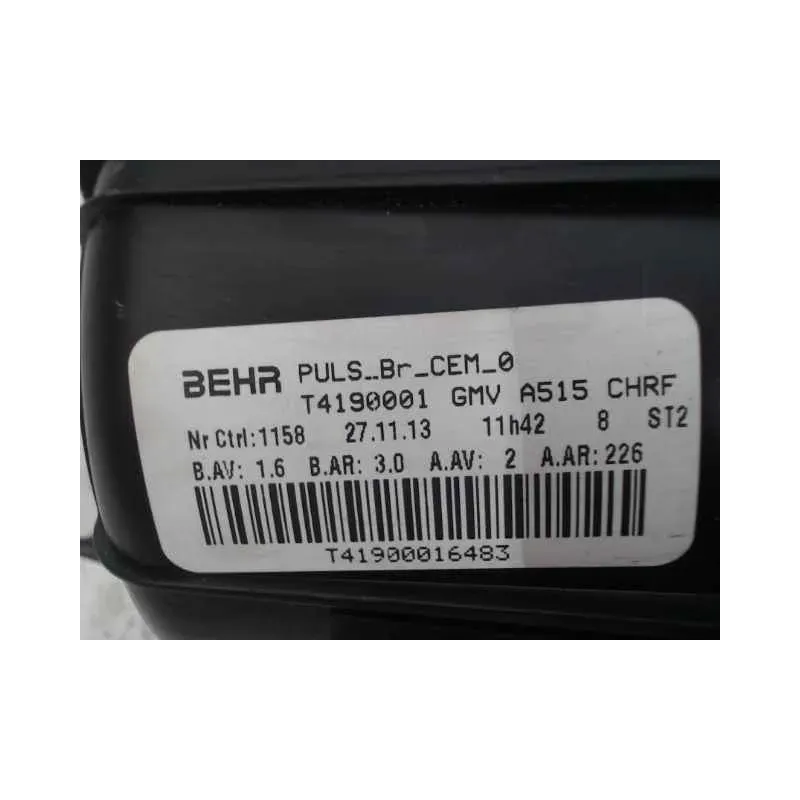 BEHR PULS_Br_CEM_0
T4190001 GMV A515 CHRF
Nr Ctrl:1158 27.11.13 11h42 8 ST2
B.AV: 1.6 B.AR: 3.0 A.AV: 2 A.AR: 226
T41900016483